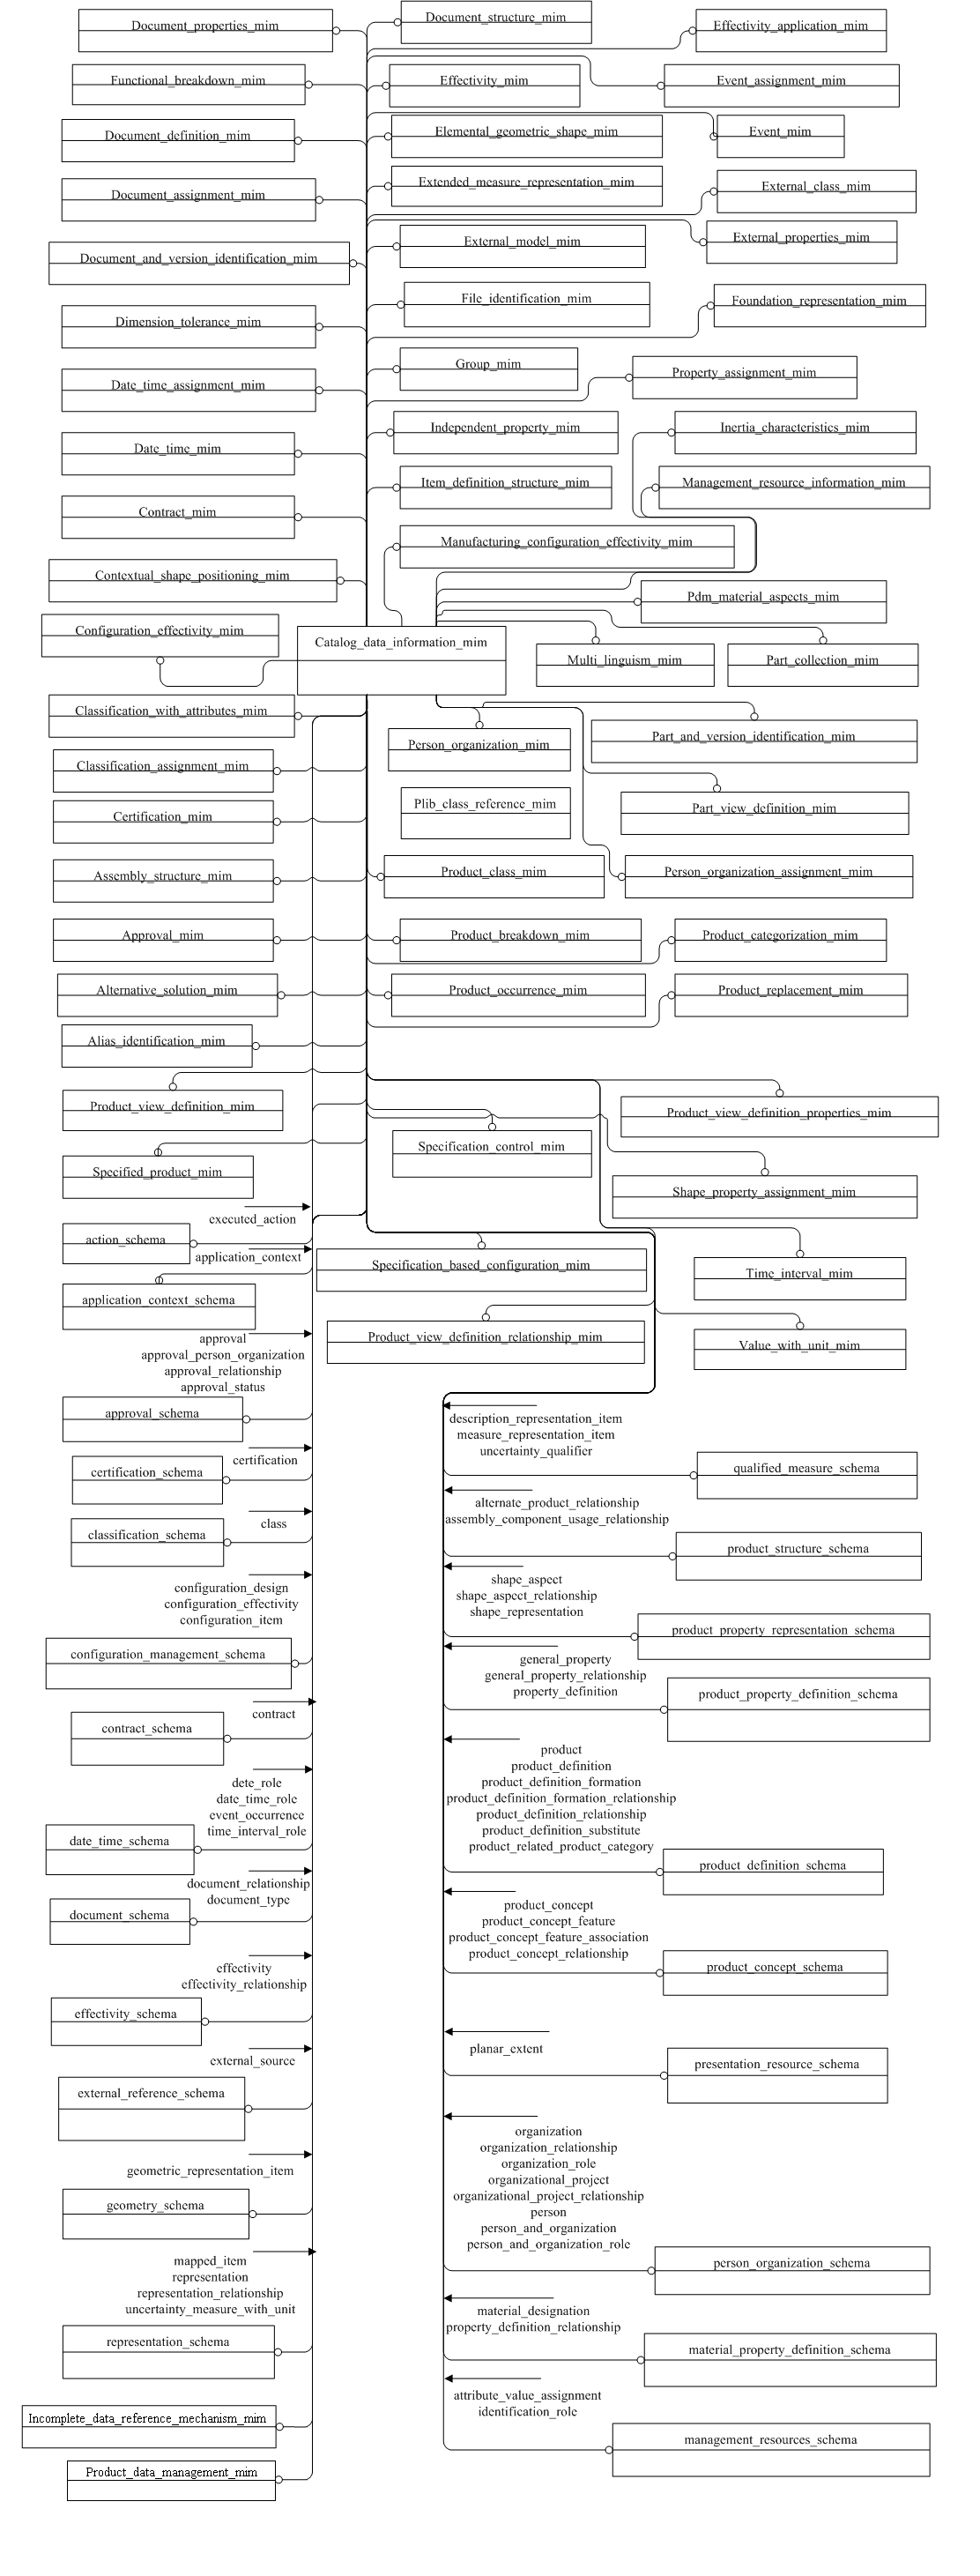 Document_properties_mim
Document_structure_mim
Effectivity_application_mim
Functional_breakdown_mim
Effectivity_mim
Event_assignment_mim
Document_definition_mim
Elemental_geometric_shape_mim
Event_mim
Document_assignment_mim
Extended_measure_representation_mim
External_class_mim
Document_and_version_identification_mim
External_model_mim
External_properties_mim
Dimension_tolerance_mim
File_identification_mim
Foundation_representation_mim
Date_time_assignment_mim
Group_mim
Property_assignment_mim
Date_time_mim
Independent_property_mim
Inertia_characteristics_mim
Contract_mim
Item_definition_structure_mim
Management_resource_information_mim
Contextual_shape_positioning_mim
Manufacturing_configuration_effectivity_mim
Pdm_material_aspects_mim
Configuration_effectivity_mim
Catalog_data_information_mim
Multi_linguism_mim
Part_collection_mim
Classification_with_attributes_mim
Person_organization_mim
Part_and_version_identification_mim
Classification_assignment_mim
Plib_class_reference_mim
Part_view_definition_mim
Certification_mim
Assembly_structure_mim
Product_class_mim
Person_organization_assignment_mim
Approval_mim
Product_breakdown_mim
Product_categorization_mim
Alternative_solution_mim
Product_occurrence_mim
Product_replacement_mim
Alias_identification_mim
Product_view_definition_mim
Product_view_definition_properties_mim
Specified_product_mim
Specification_control_mim
Shape_property_assignment_mim
executed_action
action_schema
application_context
Specification_based_configuration_mim
Time_interval_mim
application_context_schema
Product_view_definition_relationship_mim
Value_with_unit_mim
approval
approval_person_organization
approval_relationship
approval_status
approval_schema
certification
certification_schema
class
classification_schema
configuration_design
configuration_effectivity
configuration_item
configuration_management_schema
contract
contract_schema
dete_role
date_time_role
event_occurrence
time_interval_role
date_time_schema
document_relationship
document_type
document_schema
effectivity
effectivity_relationship
effectivity_schema
external_source
external_reference_schema
geometric_representation_item
geometry_schema
mapped_item
representation
representation_relationship
uncertainty_measure_with_unit
representation_schema
Incomplete_data_reference_mechanism_mim
Product_data_management_mim
description_representation_item
measure_representation_item
uncertainty_qualifier
qualified_measure_schema
alternate_product_relationship
assembly_component_usage_relationship
product_structure_schema
shape_aspect
shape_aspect_relationship
shape_representation
product_property_representation_schema
general_property
general_property_relationship
property_definition
product_property_definition_schema
product
product_definition
product_definition_formation
product_definition_formation_relationship
product_definition_relationship
product_definition_substitute
product_related_product_category
product_definition_schema
product_concept
product_concept_feature
product_concept_feature_association
product_concept_relationship
product_concept_schema
planar_extent
presentation_resource_schema
organization
organization_relationship
organization_role
organizational_project
organizational_project_relationship
person
person_and_organization
person_and_organization_role
person_organization_schema
material_designation
property_definition_relationship
material_property_definition_schema
attribute_value_assignment
identification_role
management_resources_schema